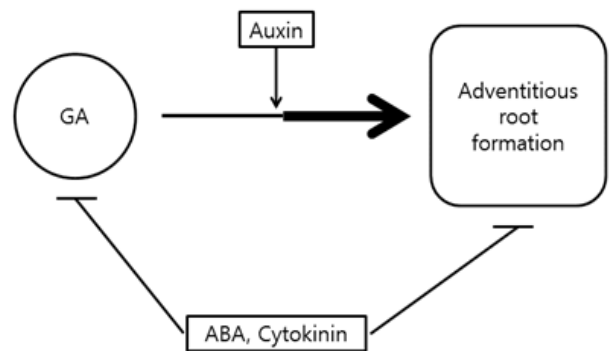 Auxin
GA
Adventitious
root
formation
ABA, Cytokinin